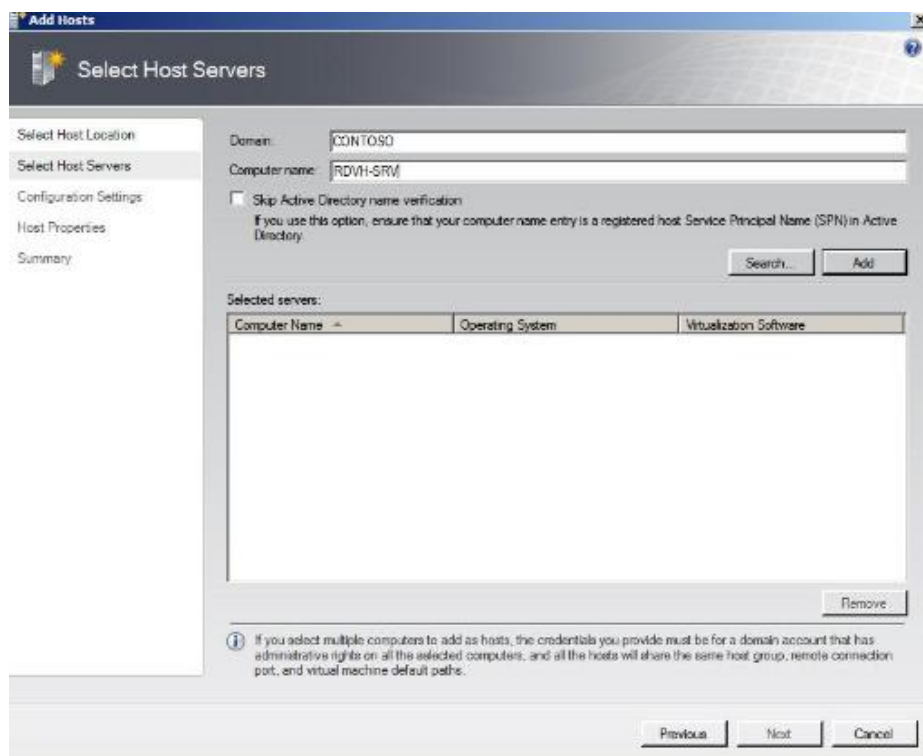 Add Hosts
Select Host Servers
Select Host Location
Select Host Servers
Configuration Settings
Host Properties
Summary
Domain: CONTOSO
Computer name: RDVH-SRV
Skip Active Directory name verification
If you use this option, ensure that your computer name entry is a registered host Service Principal Name (SPN) in Active
Directory.
Search... Add
Selected servers:
Computer Name Operating System Virtualization Software
Remove
If you select multiple computers to add as hosts, the credentials you provide must be for a domain account that has
administrative rights on all the selected computers, and all the hosts will share the same host group, remote connection
port, and virtual machine default paths.
Previous Next Cancel